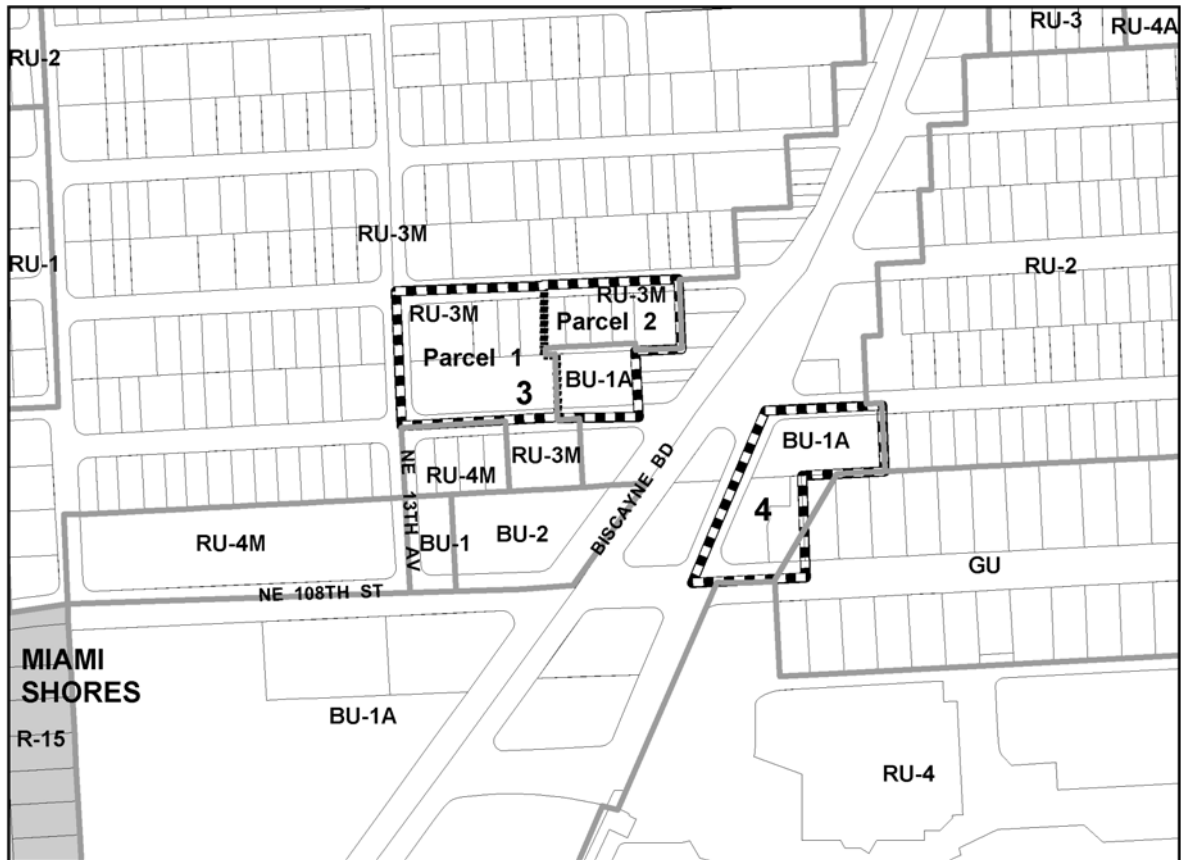 RU-3
RU-4A
RU-2
RU-3M
RU-1
RU-2
RU-3M
RU-3M
Parcel 2
Parcel 1
3
BU-1A
BU-1A
RU-3M
RU-4M
NE 13TH AV
BISCAYNE BD
4
RU-4M
BU-1
BU-2
GU
NE 108TH ST
MIAMI
SHORES
R-15
BU-1A
RU-4